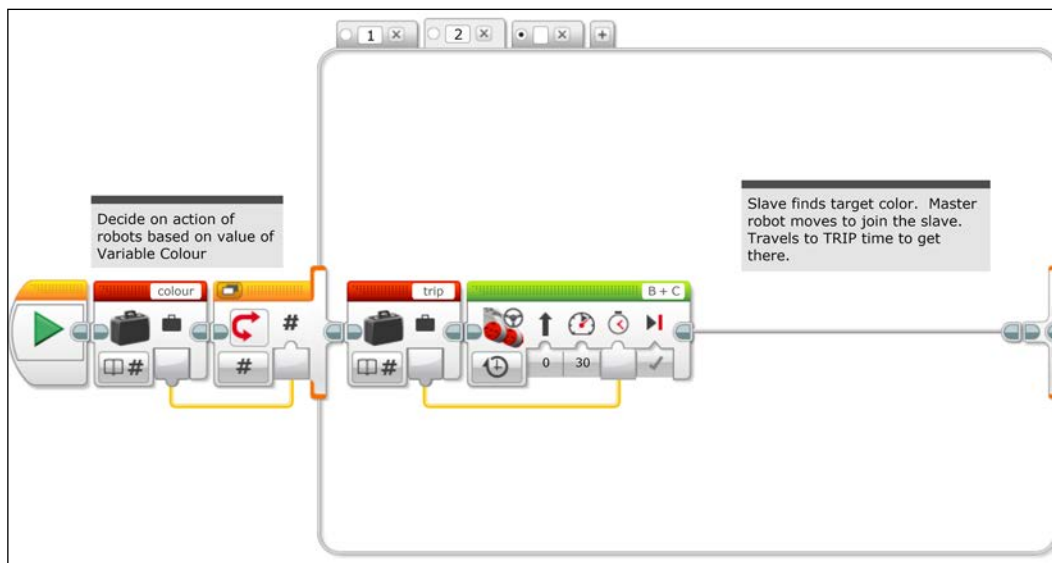 1
2
Decide on action of
robots based on value of
Variable Colour
Slave finds target color. Master
robot moves to join the slave.
Travels to TRIP time to get
there.
colour
#
#
#
trip
#
B + C
0
30